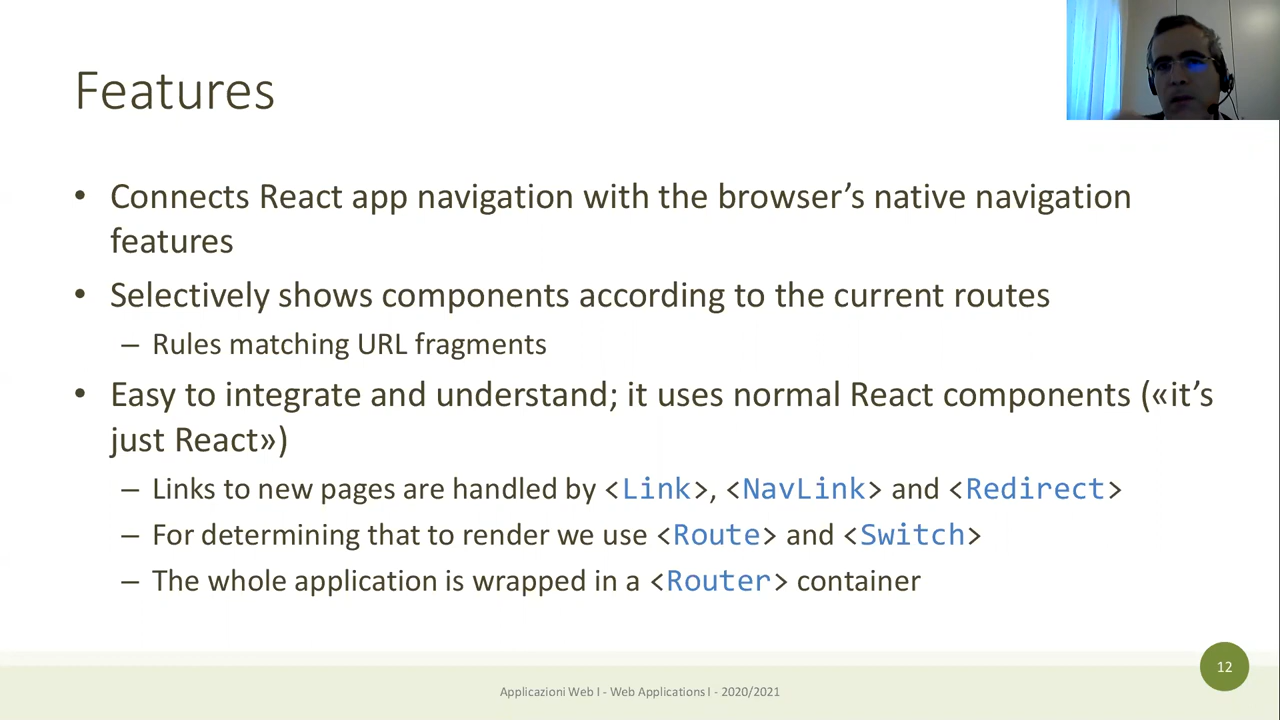 Features
• Connects React app navigation with the browser’s native navigation
features
• Selectively shows components according to the current routes
– Rules matching URL fragments
• Easy to integrate and understand; it uses normal React components («it’s
just React»)
– Links to new pages are handled by <Link>, <NavLink> and <Redirect>
– For determining that to render we use <Route> and <Switch>
– The whole application is wrapped in a <Router> container
Applicazioni Web I - Web Applications I - 2020/2021
12